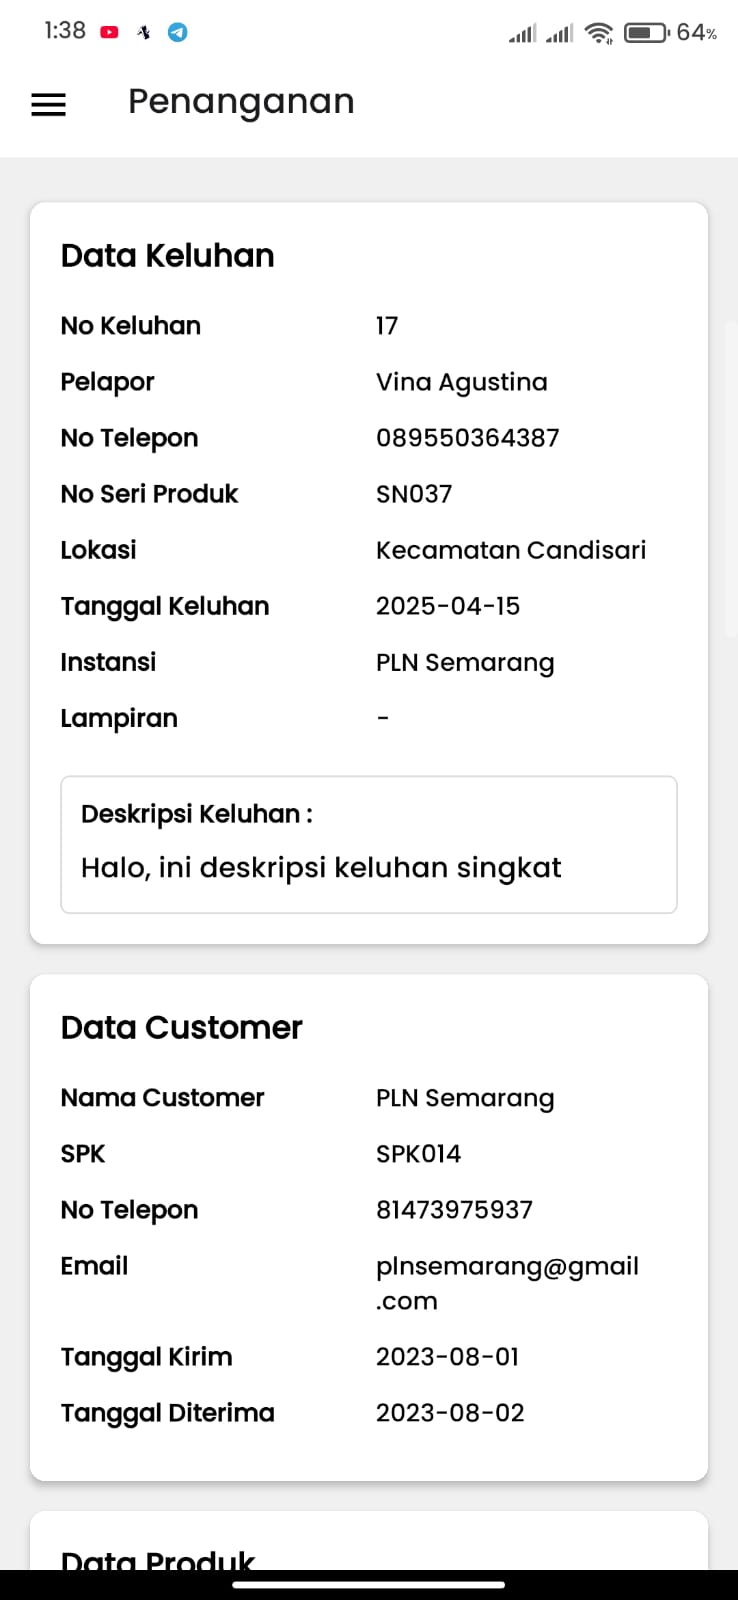 1:38
64%
Penanganan
Data Keluhan
No Keluhan 17
Pelapor Vina Agustina
No Telepon 089550364387
No Seri Produk SN037
Lokasi Kecamatan Candisari
Tanggal Keluhan 2025-04-15
Instansi PLN Semarang
Lampiran -
Deskripsi Keluhan :
Halo, ini deskripsi keluhan singkat
Data Customer
Nama Customer PLN Semarang
SPK SPK014
No Telepon 81473975937
Email plnsemarang@gmail
.com
Tanggal Kirim 2023-08-01
Tanggal Diterima 2023-08-02
Data Produk